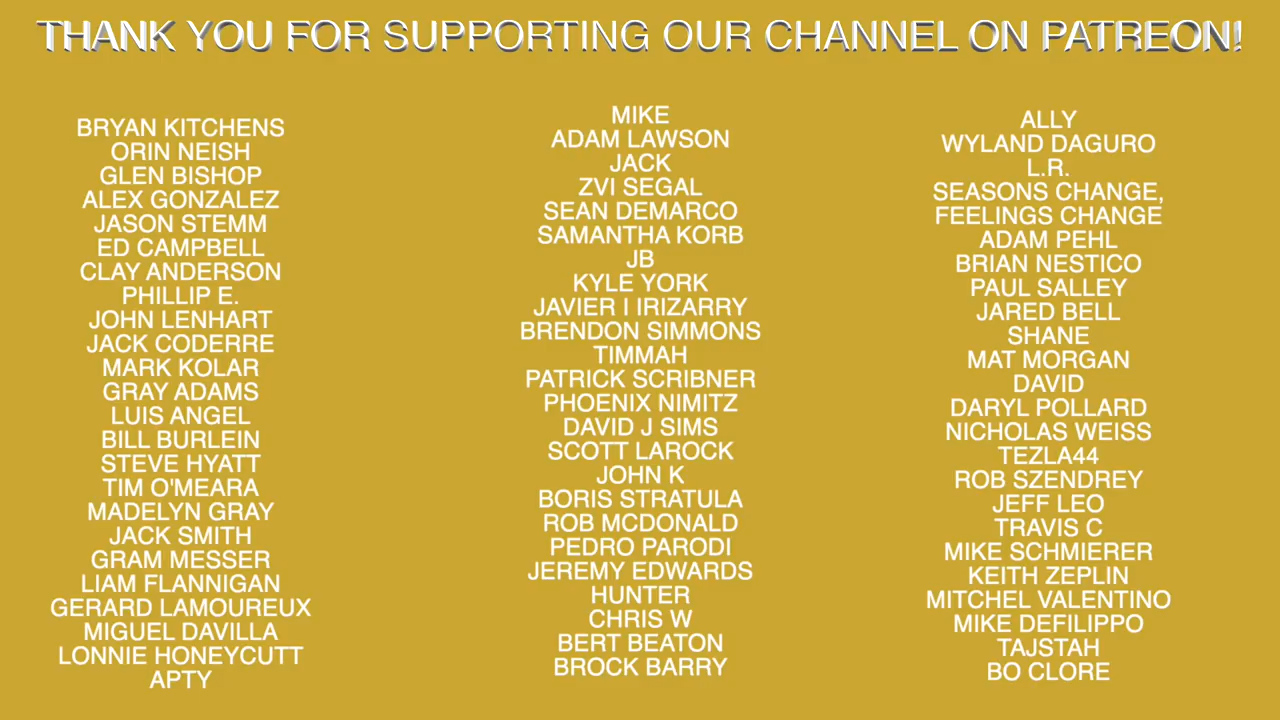 THANK YOU FOR SUPPORTING OUR CHANNEL ON PATREON!
BRYAN KITCHENS
ORIN NEISH
GLEN BISHOP
ALEX GONZALEZ
JASON STEMM
ED CAMPBELL
CLAY ANDERSON
PHILLIP E.
JOHN LENHART
JACK CODERRE
MARK KOLAR
GRAY ADAMS
LUIS ANGEL
BILL BURLEIN
STEVE HYATT
TIM O'MEARA
MADELYN GRAY
JACK SMITH
GRAM MESSER
LIAM FLANNIGAN
GERARD LAMOUREUX
MIGUEL DAVILLA
LONNIE HONEYCUTT
APTY
MIKE
ADAM LAWSON
JACK
ZVI SEGAL
SEAN DEMARCO
SAMANTHA KORB
JB
KYLE YORK
JAVIER I IRIZARRY
BRENDON SIMMONS
TIMMAH
PATRICK SCRIBNER
PHOENIX NIMITZ
DAVID J SIMS
SCOTT LAROCK
JOHN K
BORIS STRATULA
ROB MCDONALD
PEDRO PARODI
JEREMY EDWARDS
HUNTER
CHRIS W
BERT BEATON
BROCK BARRY
ALLY
WYLAND DAGURO
L.R.
SEASONS CHANGE,
FEELINGS CHANGE
ADAM PEHL
BRIAN NESTICO
PAUL SALLEY
JARED BELL
SHANE
MAT MORGAN
DAVID
DARYL POLLARD
NICHOLAS WEISS
TEZLA44
ROB SZENDREY
JEFF LEO
TRAVIS C
MIKE SCHMIERER
KEITH ZEPLIN
MITCHEL VALENTINO
MIKE DEFILIPPO
TAJSTAH
BO CLORE